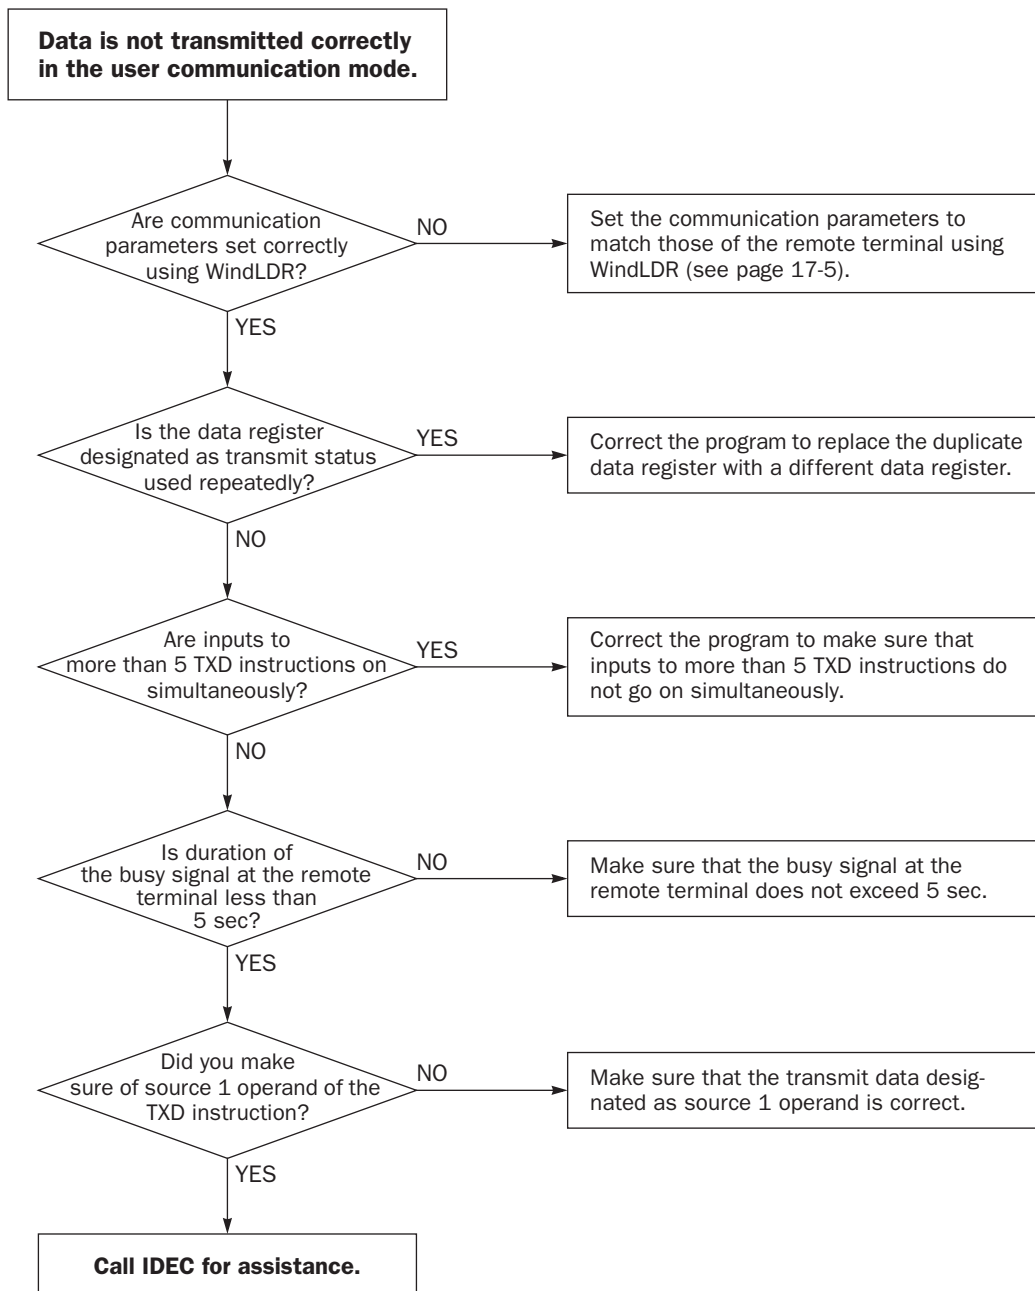 Data is not transmitted correctly
in the user communication mode.
Are communication
parameters set correctly
using WindLDR?
NO
Set the communication parameters to
match those of the remote terminal using
WindLDR (see page 17-5).
YES
Is the data register
designated as transmit status
used repeatedly?
YES
Correct the program to replace the duplicate
data register with a different data register.
NO
Are inputs to
more than 5 TXD instructions on
simultaneously?
YES
Correct the program to make sure that
inputs to more than 5 TXD instructions do
not go on simultaneously.
NO
Is duration of
the busy signal at the remote
terminal less than
5 sec?
NO
Make sure that the busy signal at the
remote terminal does not exceed 5 sec.
YES
Did you make
sure of source 1 operand of the
TXD instruction?
NO
Make sure that the transmit data desig-
nated as source 1 operand is correct.
YES
Call IDEC for assistance.